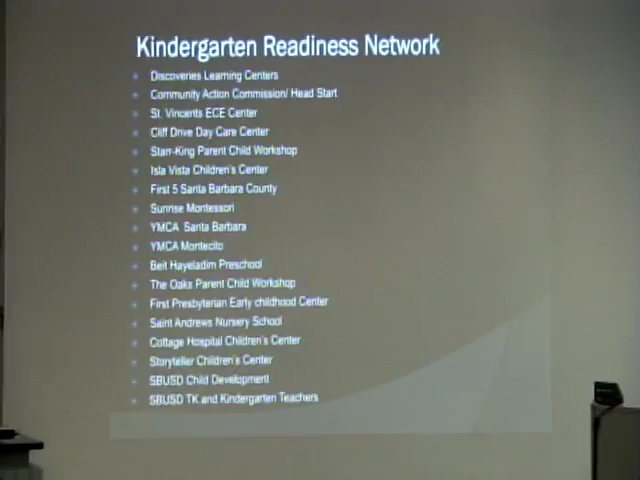 Kindergarten Readiness Network
Discoveries Learning Centers
Community Action Commission/ Head Start
St. Vincents ECE Center
Cliff Drive Day Care Center
Starr-King Parent Child Workshop
Isla Vista Children's Center
First 5 Santa Barbara County
Sunrise Montessori
YMCA Santa Barbara
YMCA Montecito
Beit Hayeladim Preschool
The Oaks Parent Child Workshop
First Presbyterian Early childhood Center
Saint Andrews Nursery School
Cottage Hospital Children's Center
Storyteller Children's Center
SBUSD Child Development
SBUSD TK and Kindergarten Teachers